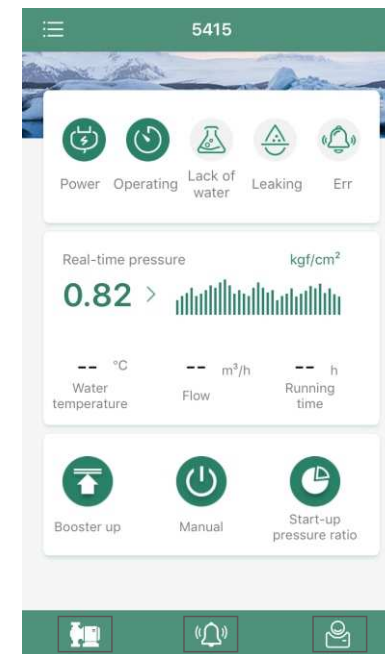 5415
Power Operating Lack of water Leaking Err
Real-time pressure kgf/cm²
0.82 >
-- °C -- m³/h -- h
Water temperature Flow Running time
Booster up Manual Start-up pressure ratio